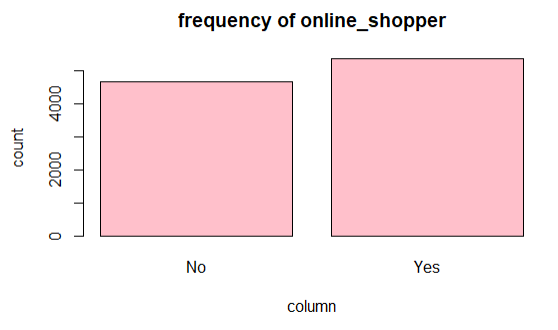 frequency of online_shopper
count
4000
2000
0
No
Yes
column